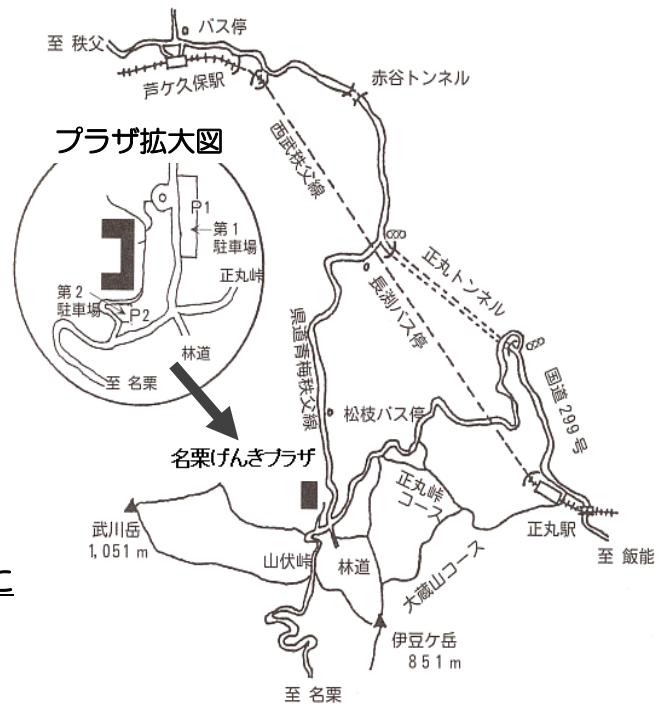 バス停
至 秩父
芦ケ久保駅
赤谷トンネル
プラザ拡大図
西武秩父線
P1
第1
駐車場
正丸峠
第2
駐車場
P2
林道
至 名栗
正丸トンネル
長渕バス停
県道青梅秩父線
国道299号
松枝バス停
名栗げんきプラザ
正丸峠
コース
正丸駅
至 飯能
武川岳
1,051m
山伏峠
林道
大蔵山コース
伊豆ケ岳
851m
至 名栗